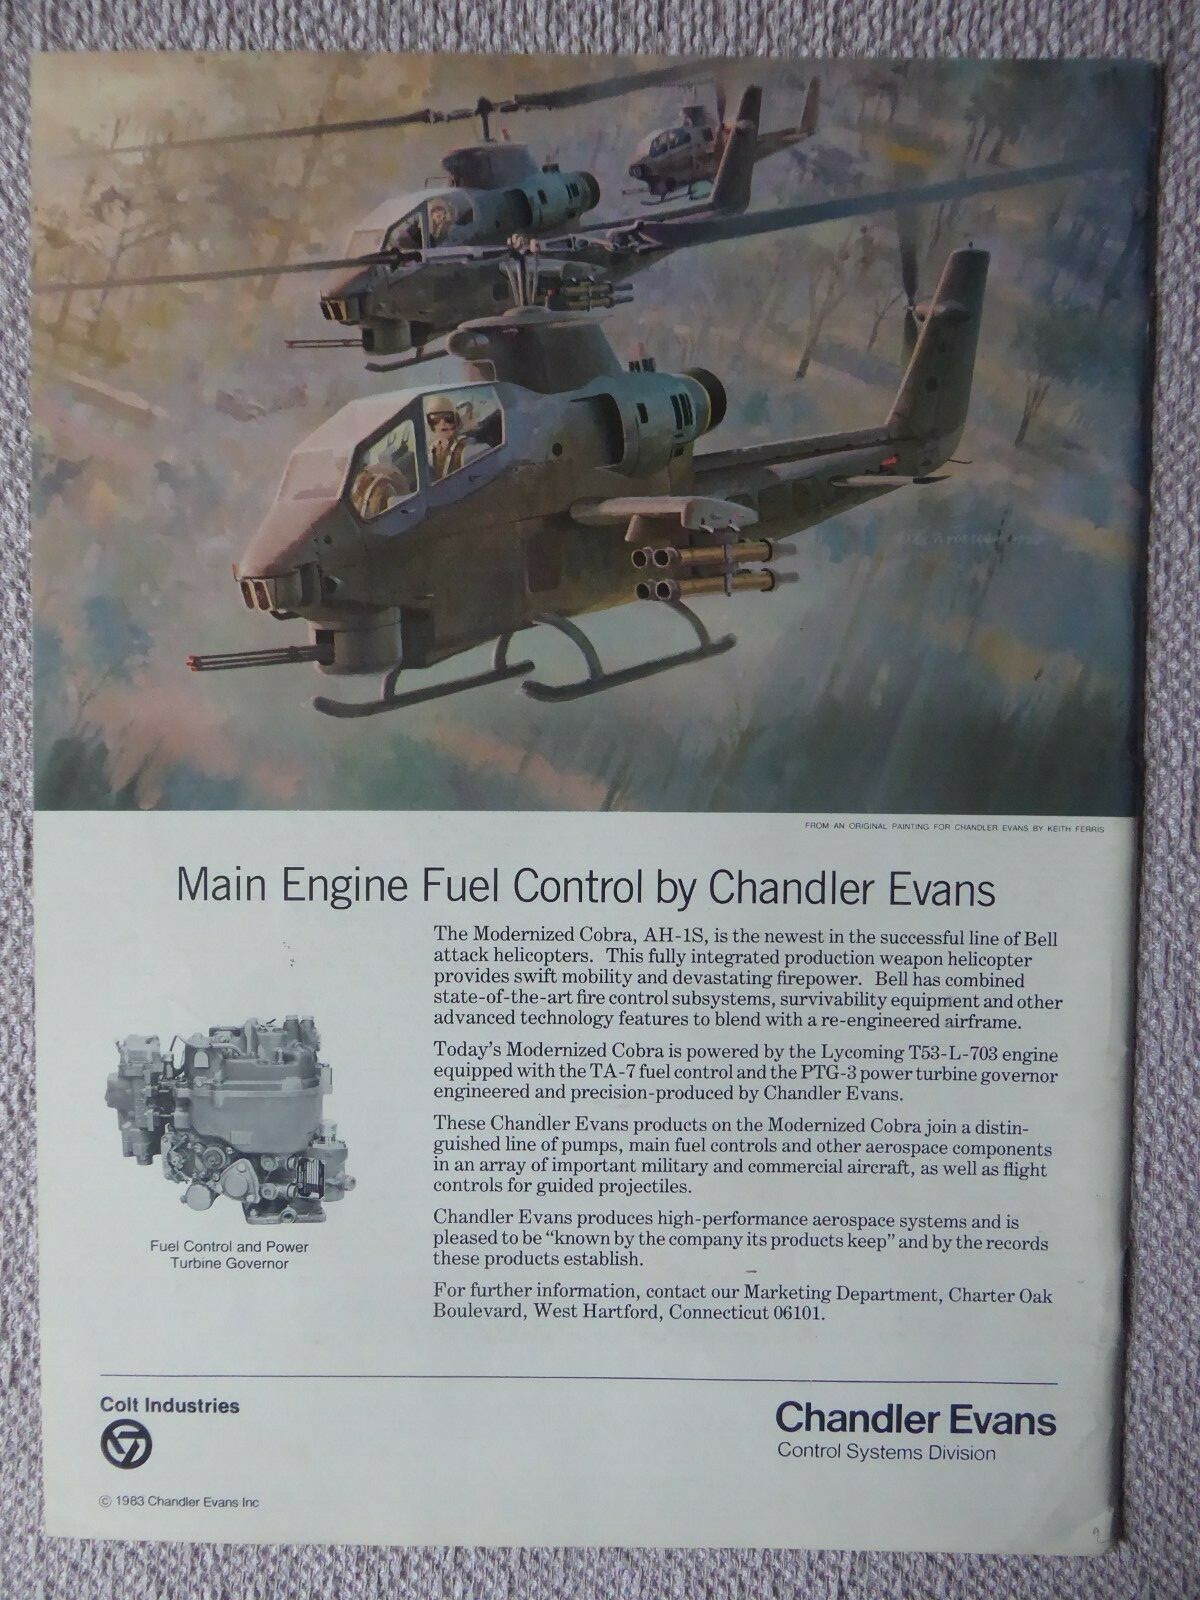 FROM AN ORIGINAL PAINTING FOR CHANDLER EVANS BY KEITH FERRIS
Main Engine Fuel Control by Chandler Evans
The Modernized Cobra, AH-1S, is the newest in the successful line of Bell
attack helicopters. This fully integrated production weapon helicopter
provides swift mobility and devastating firepower. Bell has combined
state-of-the-art fire control subsystems, survivability equipment and other
advanced technology features to blend with a re-engineered airframe.
Today's Modernized Cobra is powered by the Lycoming T53-L-703 engine
equipped with the TA-7 fuel control and the PTG-3 power turbine governor
engineered and precision-produced by Chandler Evans.
These Chandler Evans products on the Modernized Cobra join a distin-
guished line of pumps, main fuel controls and other aerospace components
in an array of important military and commercial aircraft, as well as flight
controls for guided projectiles.
Chandler Evans produces high-performance aerospace systems and is
pleased to be "known by the company its products keep" and by the records
these products establish.
For further information, contact our Marketing Department, Charter Oak
Boulevard, West Hartford, Connecticut 06101.
Fuel Control and Power
Turbine Governor
Colt Industries
Chandler Evans
Control Systems Division
© 1983 Chandler Evans Inc